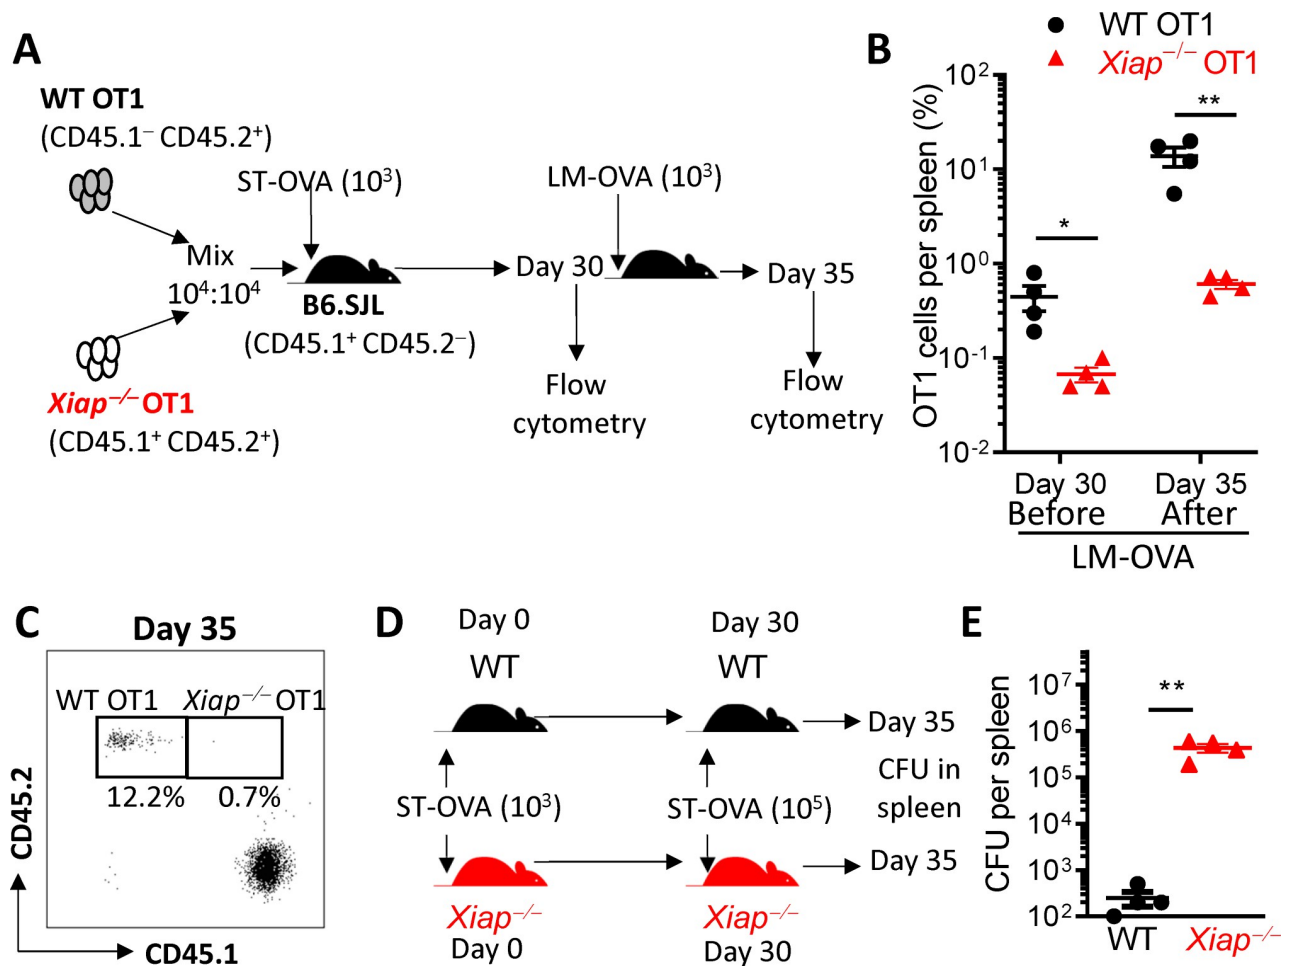 A
WT OT1
(CD45.1⁻ CD45.2⁺)
ST-OVA (10³)
LM-OVA (10³)
Mix
10⁴:10⁴
B6.SJL
(CD45.1⁺ CD45.2⁻)
Day 30
Day 35
Flow
cytometry
Flow
cytometry
Xiap⁻/⁻ OT1
(CD45.1⁺ CD45.2⁺)
B
WT OT1
Xiap⁻/⁻ OT1
OT1 cells per spleen (%)
10²
10¹
10⁰
10⁻¹
10⁻²
*
**
Day 30
Day 35
Before
After
LM-OVA
C
Day 35
WT OT1
Xiap⁻/⁻ OT1
12.2%
0.7%
CD45.2
CD45.1
D
Day 0
Day 30
WT
WT
Day 35
CFU in
spleen
ST-OVA (10³)
ST-OVA (10⁵)
Day 35
Xiap⁻/⁻
Xiap⁻/⁻
Day 0
Day 30
E
CFU per spleen
10⁷
10⁶
10⁵
10⁴
10³
10²
**
WT
Xiap⁻/⁻